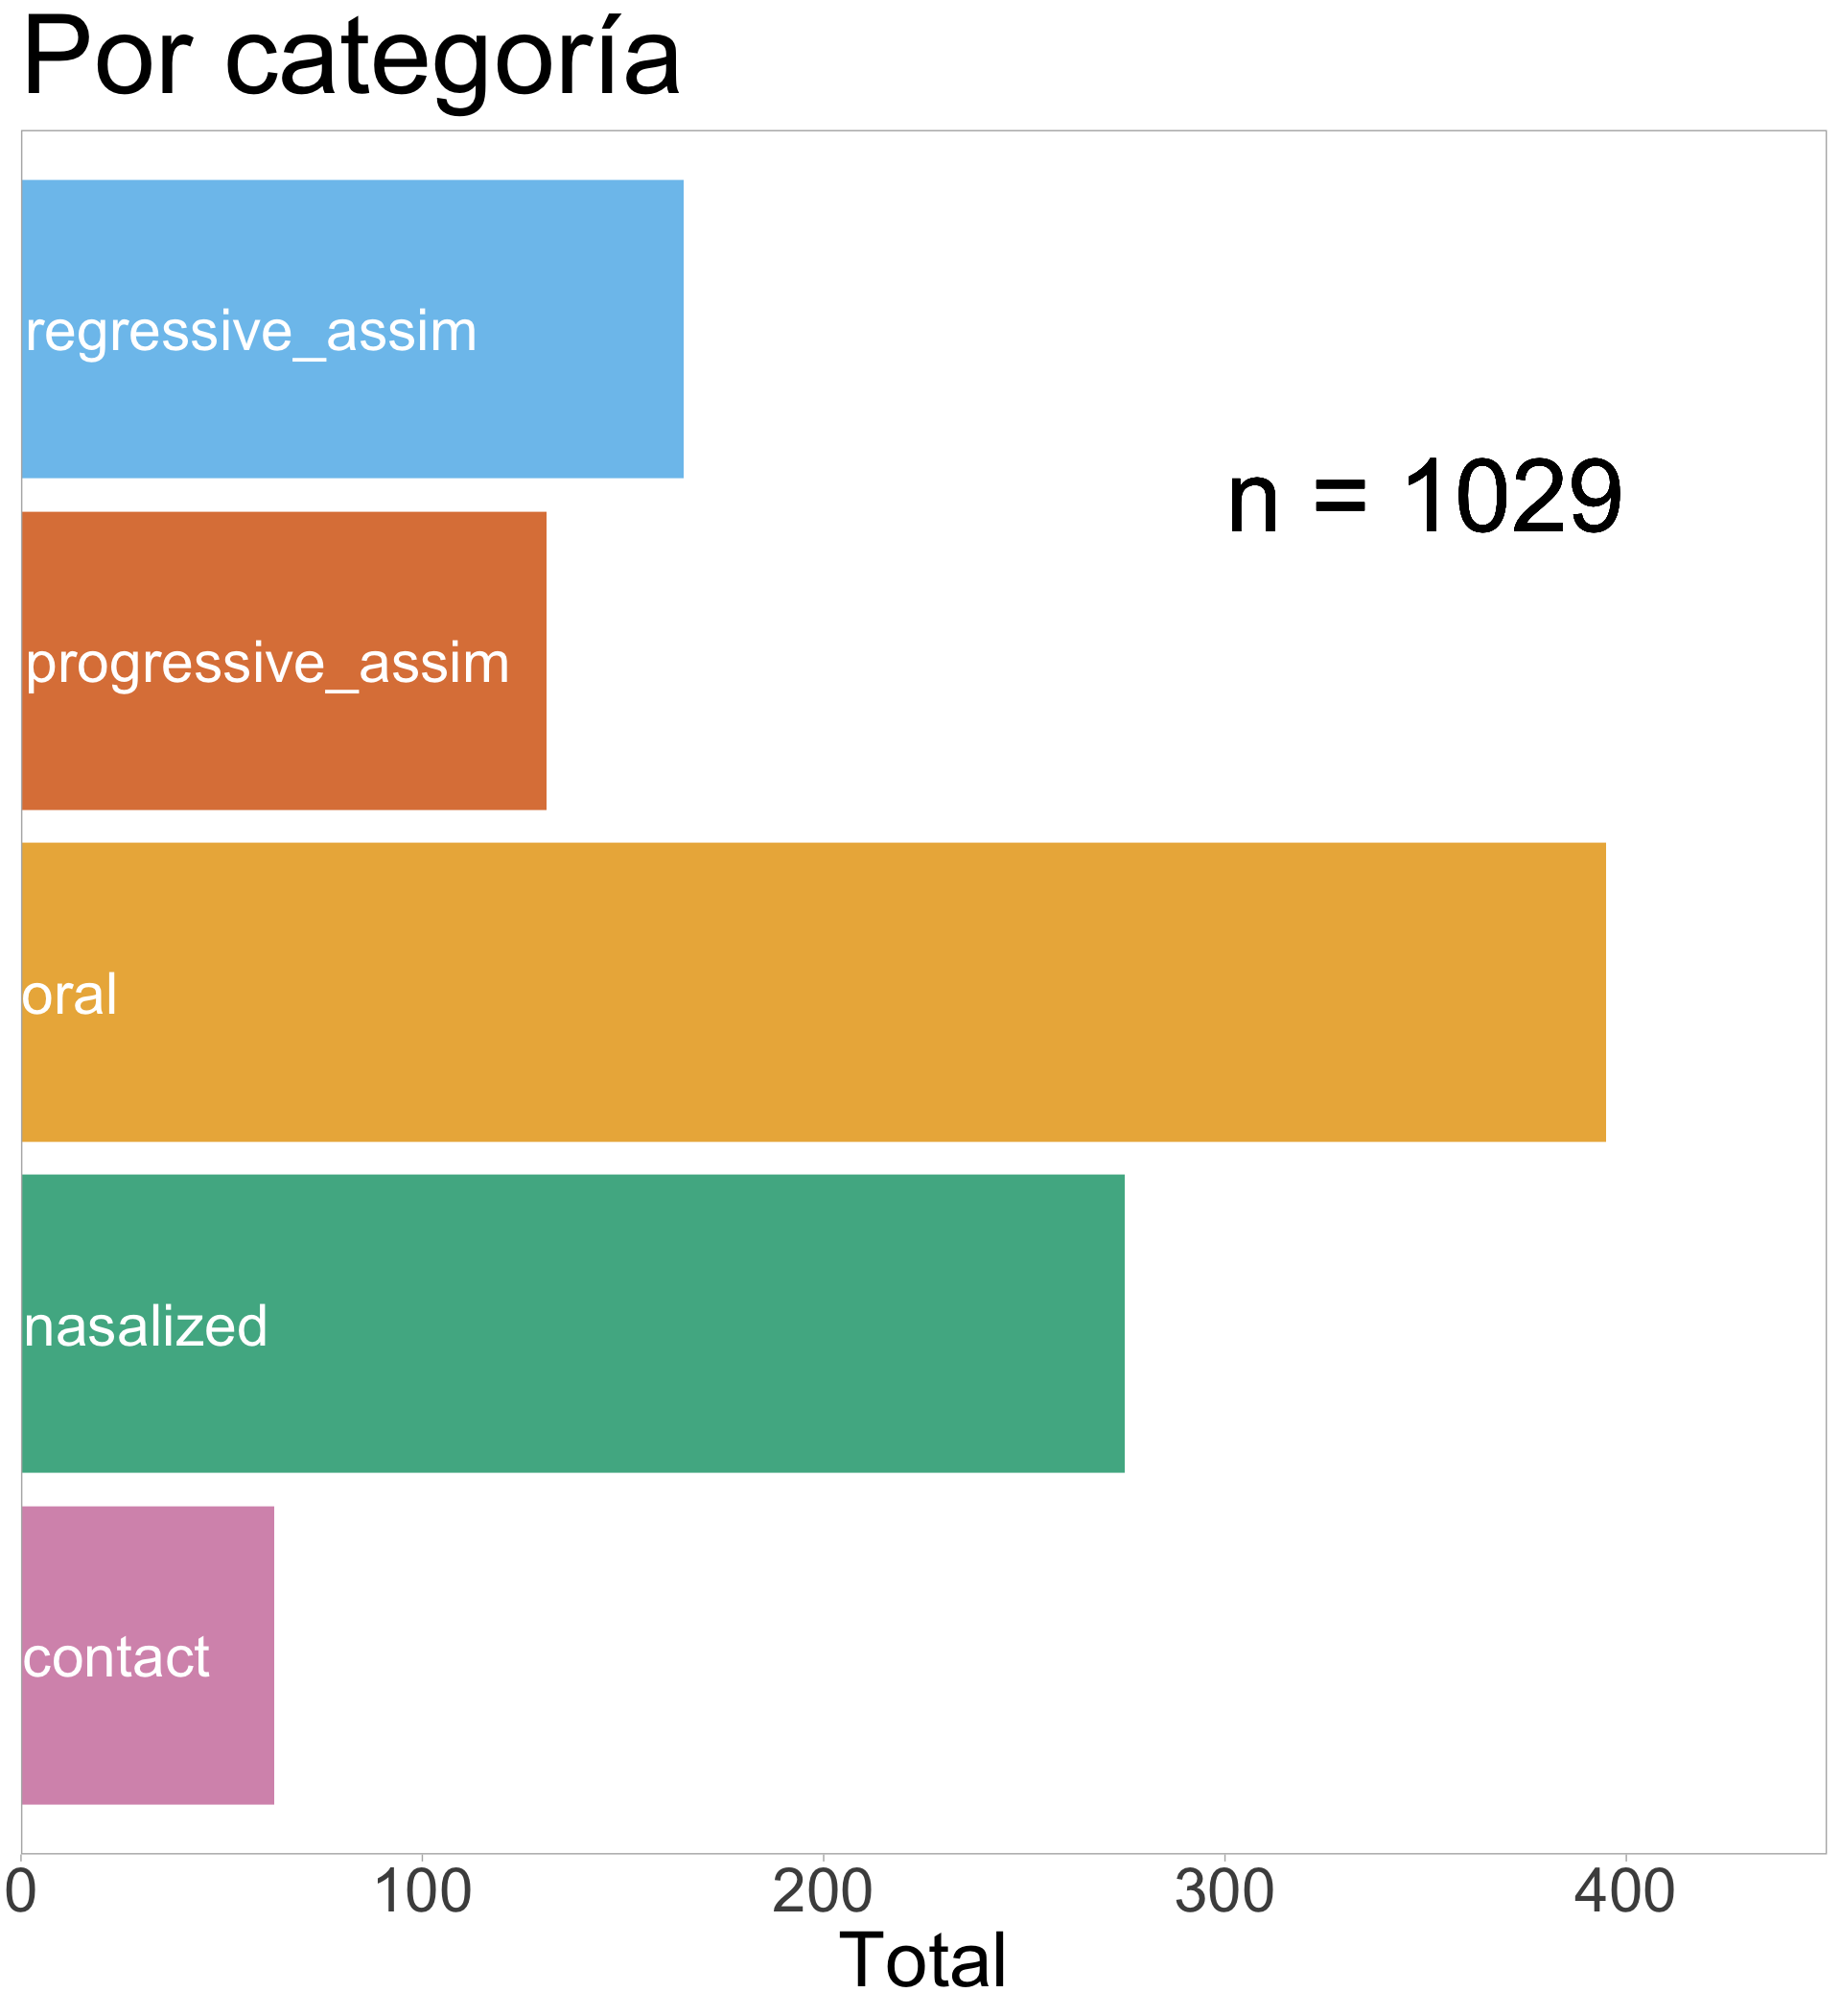 Por categoría
regressive_assim
n = 1029
progressive_assim
oral
nasalized
contact
0 100 200 300 400
Total